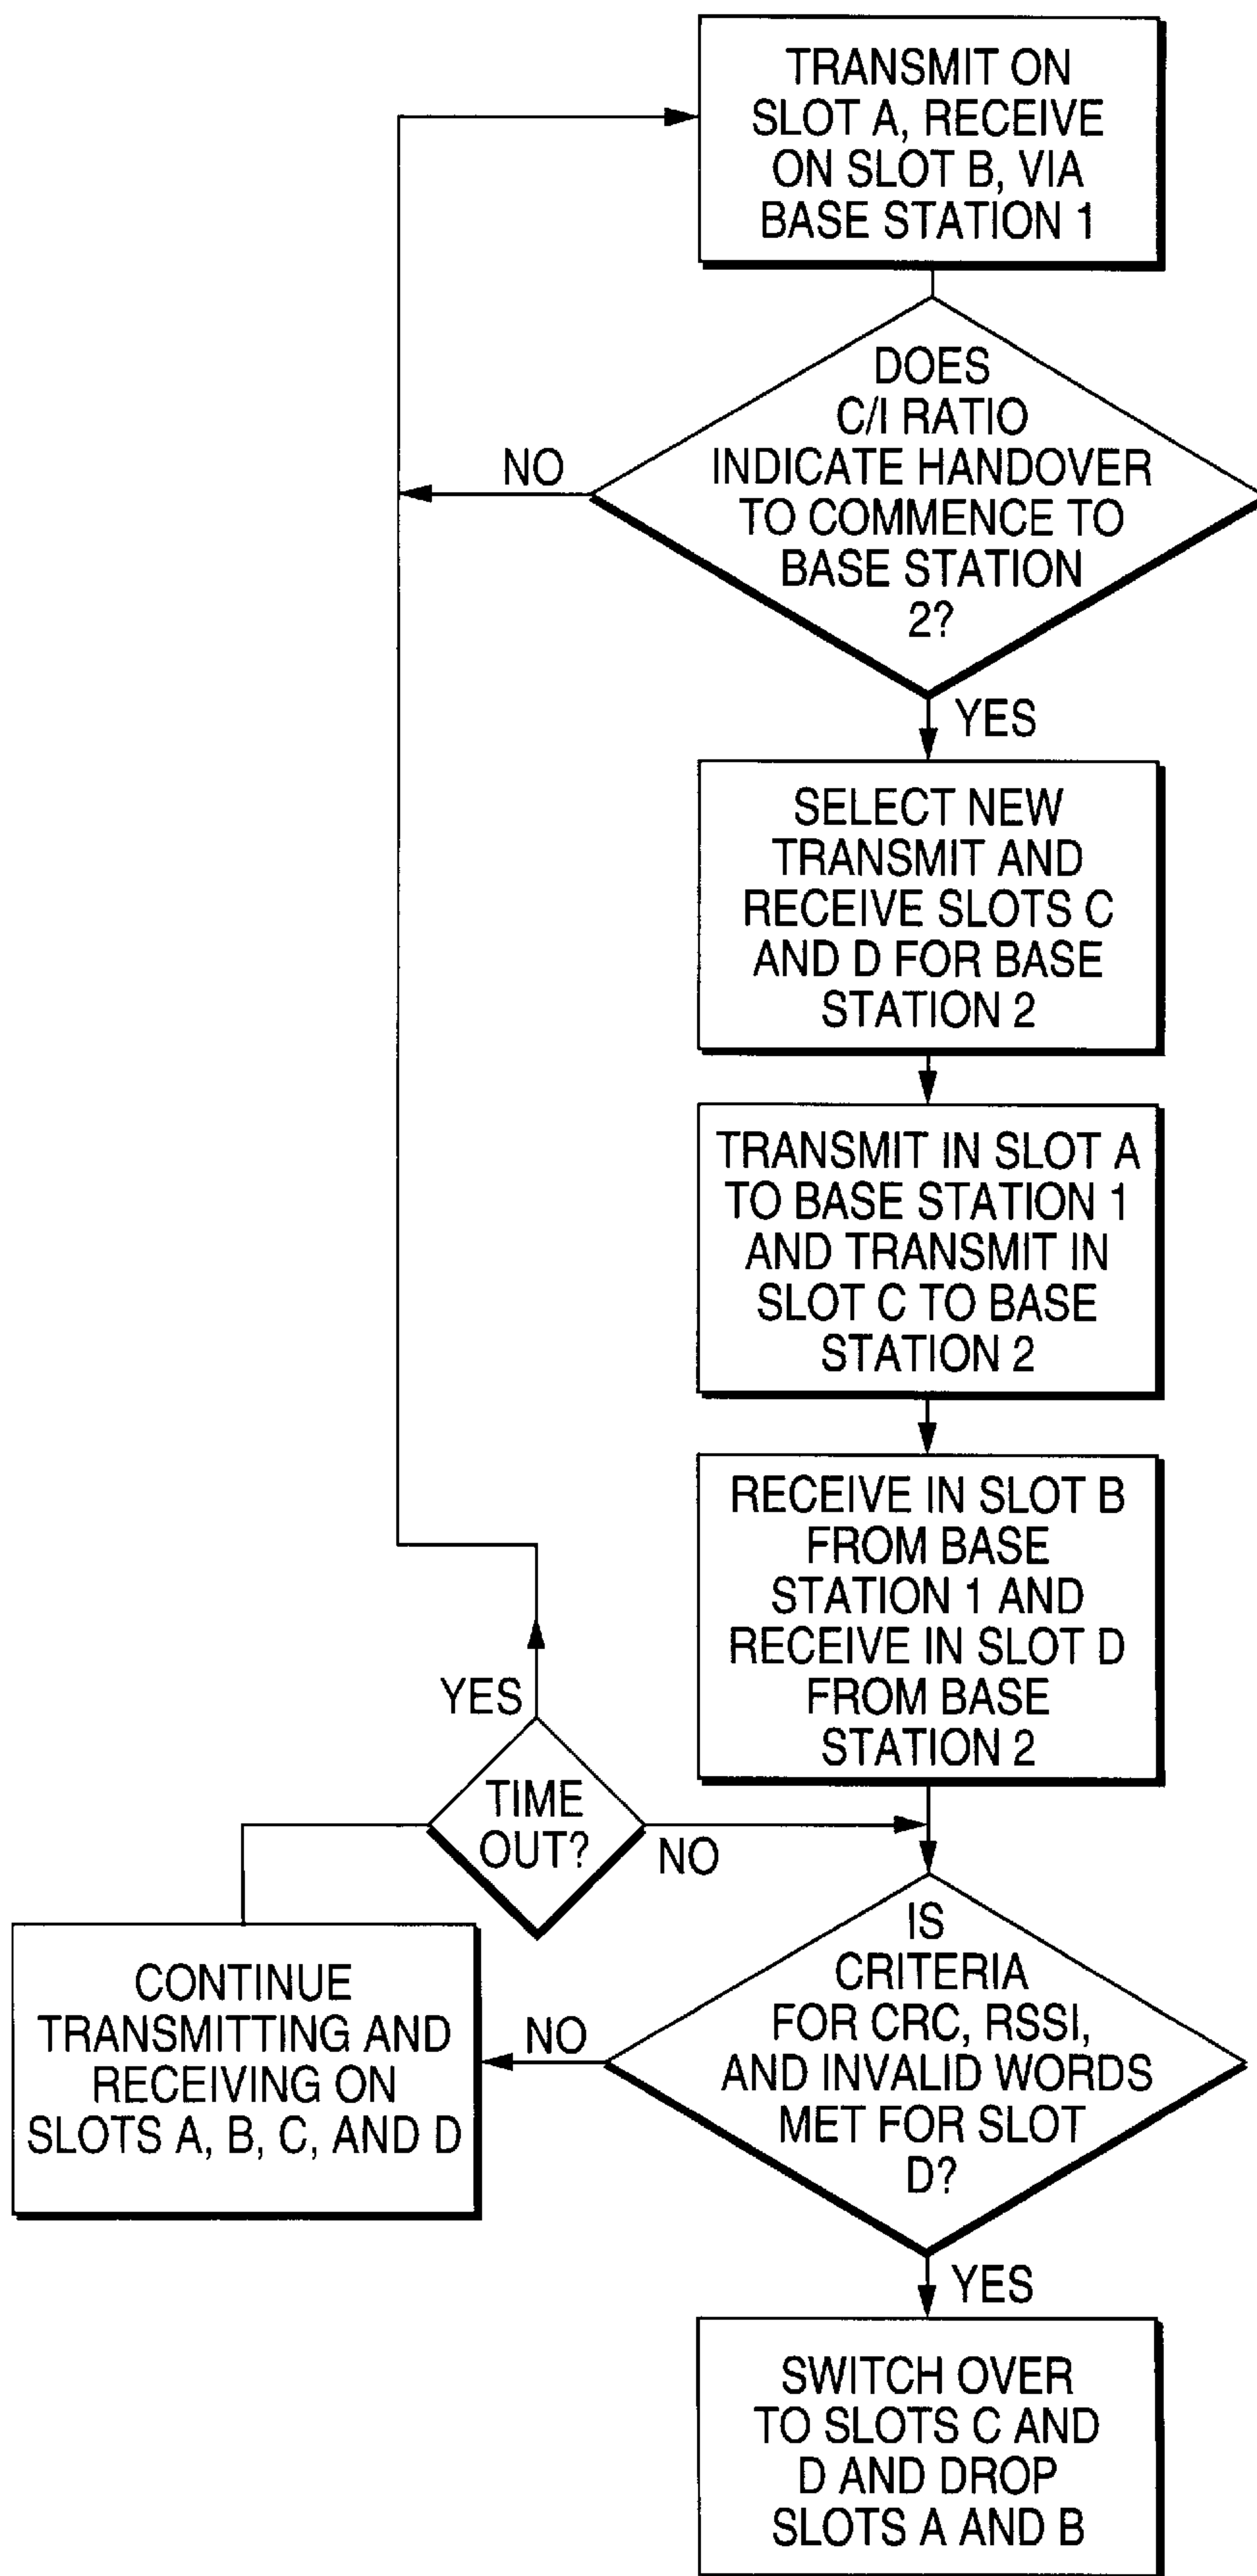 TRANSMIT ON
SLOT A, RECEIVE
ON SLOT B, VIA
BASE STATION 1
DOES
C/I RATIO
INDICATE HANDOVER
TO COMMENCE TO
BASE STATION
2?
NO
YES
SELECT NEW
TRANSMIT AND
RECEIVE SLOTS C
AND D FOR BASE
STATION 2
TRANSMIT IN SLOT A
TO BASE STATION 1
AND TRANSMIT IN
SLOT C TO BASE
STATION 2
RECEIVE IN SLOT B
FROM BASE
STATION 1 AND
RECEIVE IN SLOT D
FROM BASE
STATION 2
YES
TIME
OUT?
NO
IS
CRITERIA
FOR CRC, RSSI,
AND INVALID WORDS
MET FOR SLOT
D?
NO
CONTINUE
TRANSMITTING AND
RECEIVING ON
SLOTS A, B, C, AND D
YES
SWITCH OVER
TO SLOTS C AND
D AND DROP
SLOTS A AND B